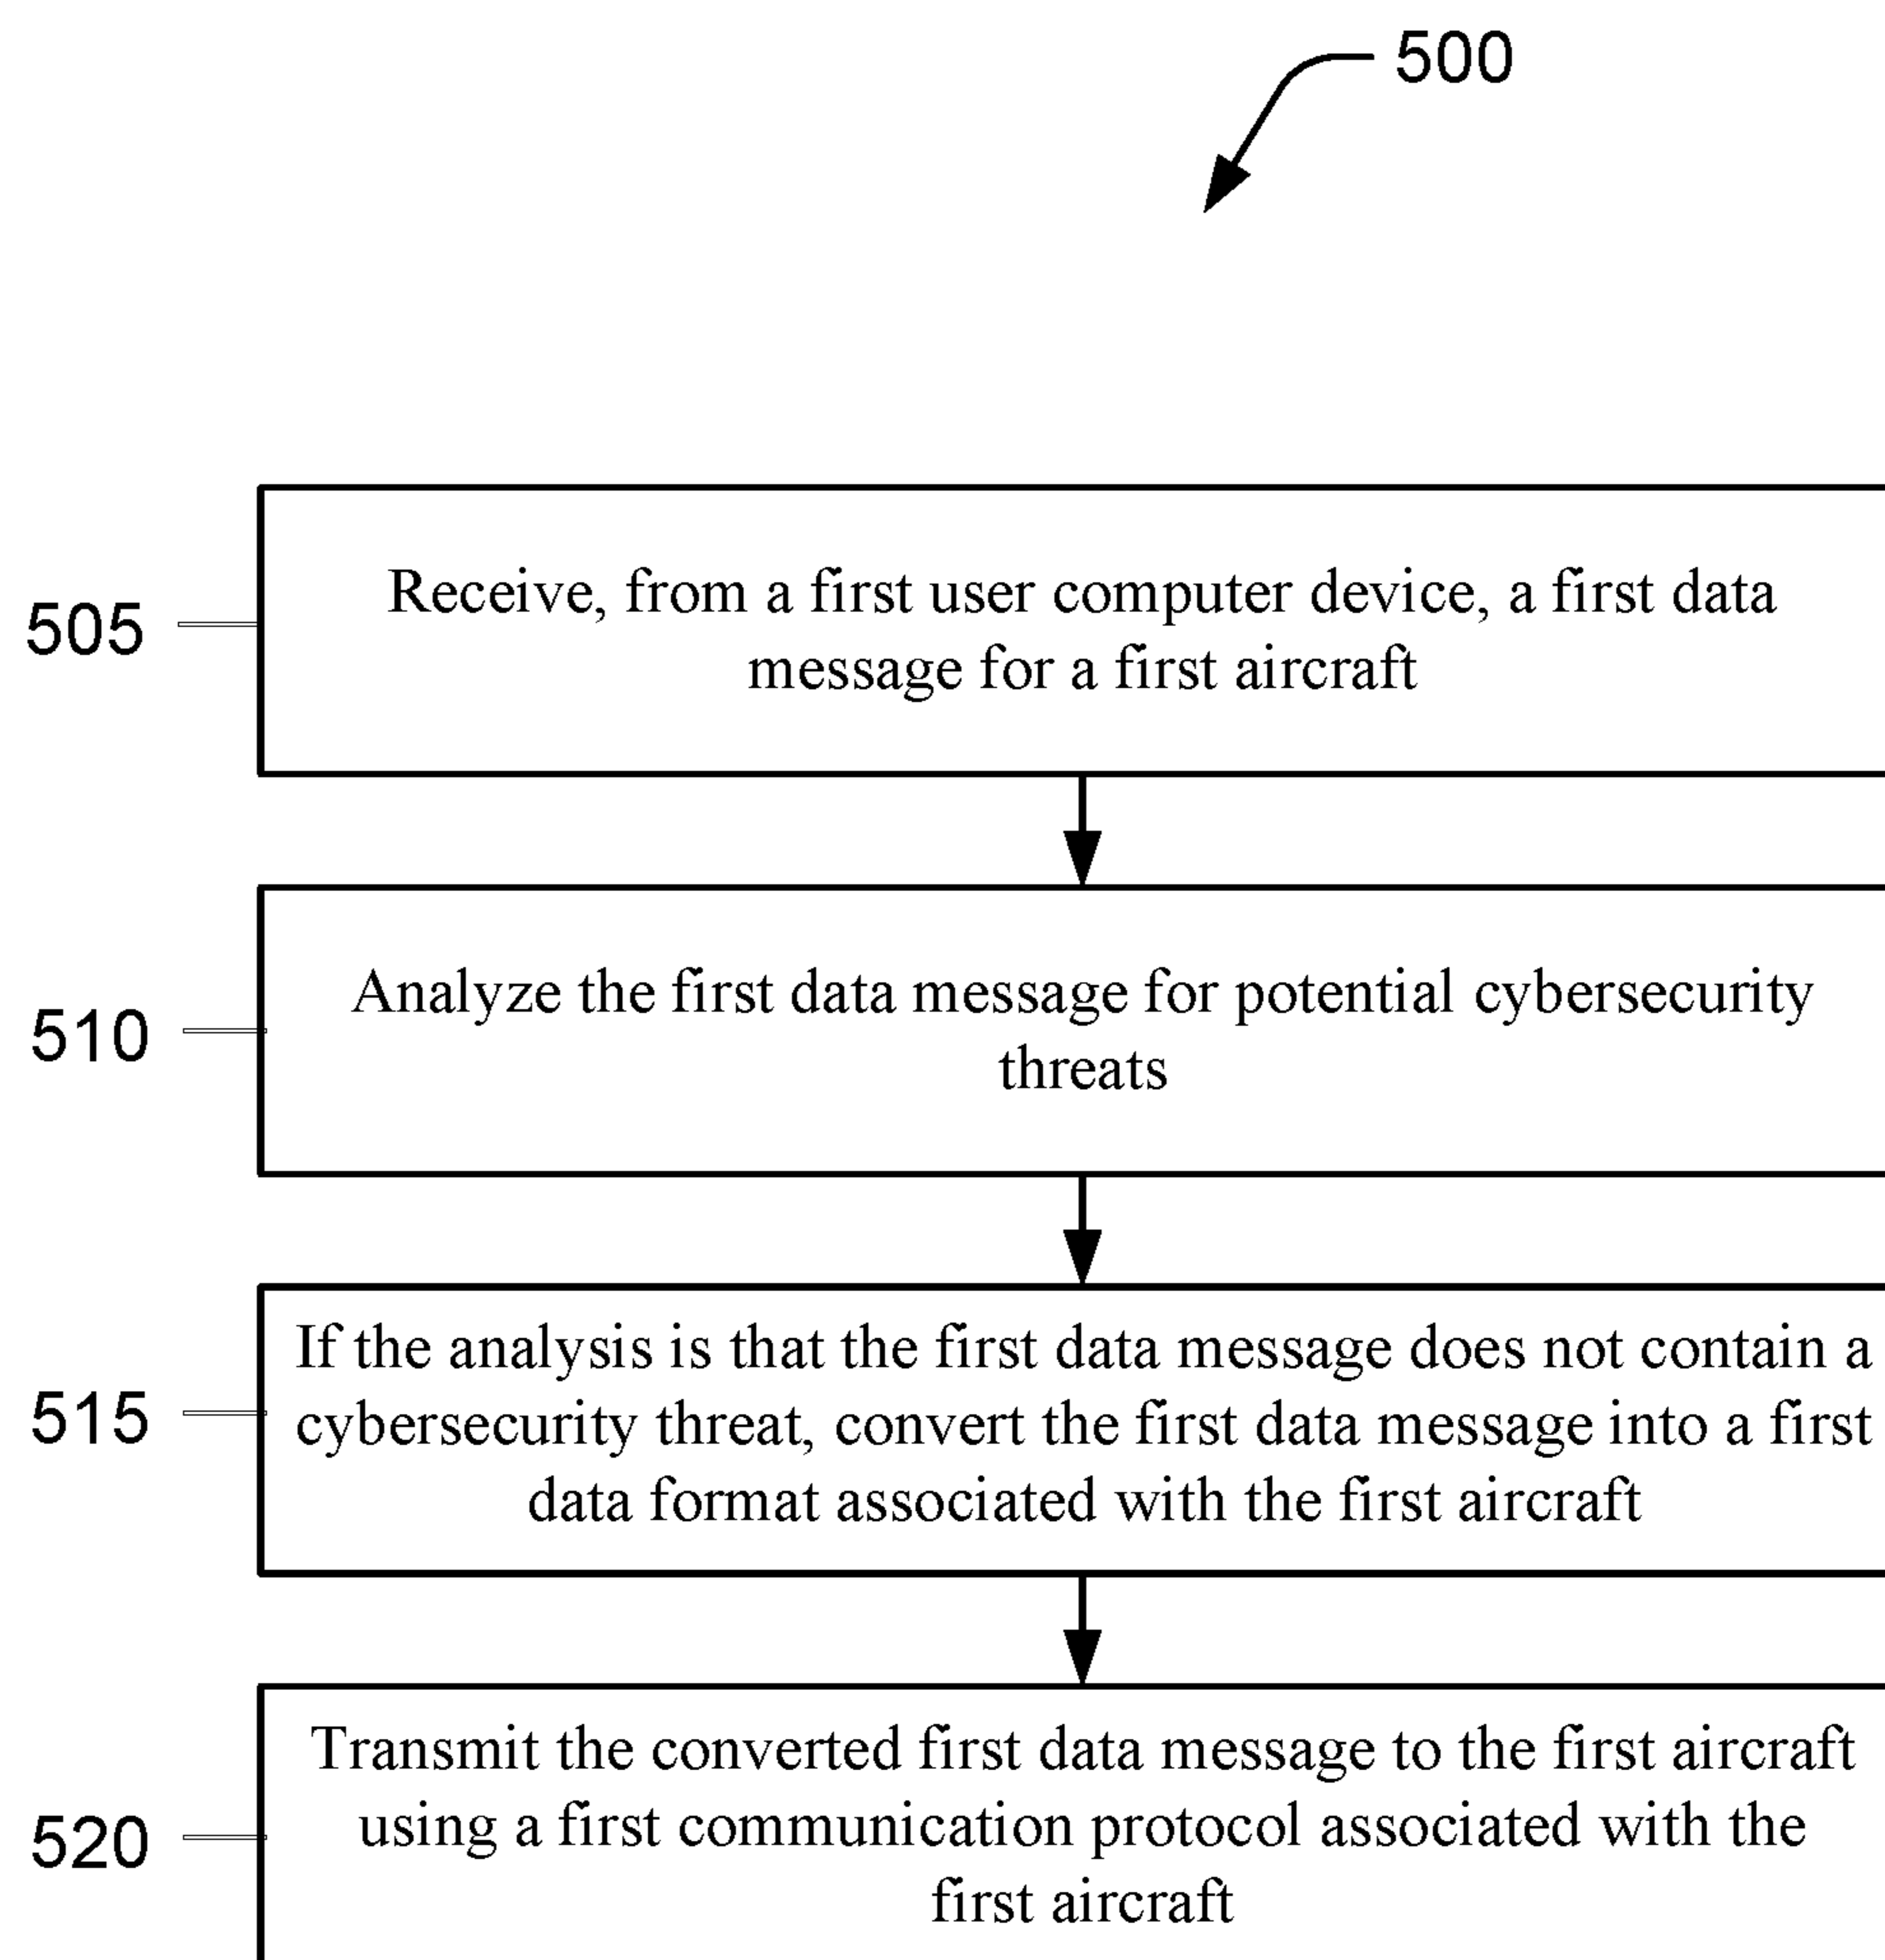 500
505
Receive, from a first user computer device, a first data
message for a first aircraft
510
Analyze the first data message for potential cybersecurity
threats
515
If the analysis is that the first data message does not contain a
cybersecurity threat, convert the first data message into a first
data format associated with the first aircraft
520
Transmit the converted first data message to the first aircraft
using a first communication protocol associated with the
first aircraft